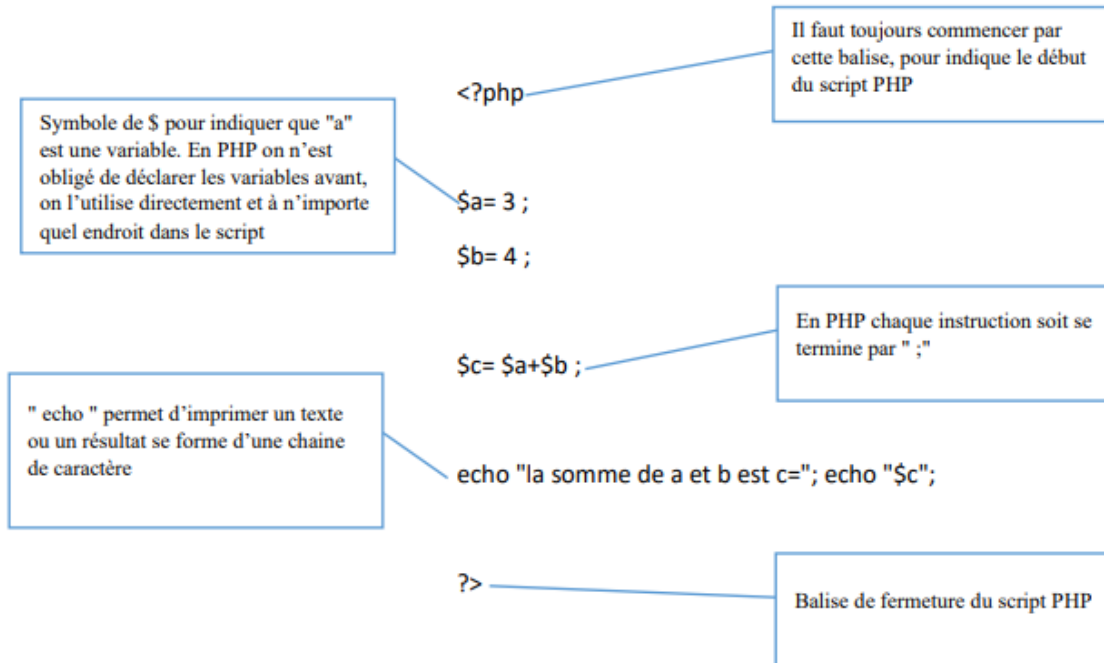 Il faut toujours commencer par
cette balise, pour indique le début
du script PHP
<?php
Symbole de $ pour indiquer que "a"
est une variable. En PHP on n'est
obligé de déclarer les variables avant,
on l'utilise directement et à n'importe
quel endroit dans le script
$a= 3 ;
$b= 4 ;
En PHP chaque instruction soit se
termine par " ;"
$c= $a+$b ;
" echo " permet d'imprimer un texte
ou un résultat se forme d'une chaine
de caractère
echo "la somme de a et b est c="; echo "$c";
?>
Balise de fermeture du script PHP